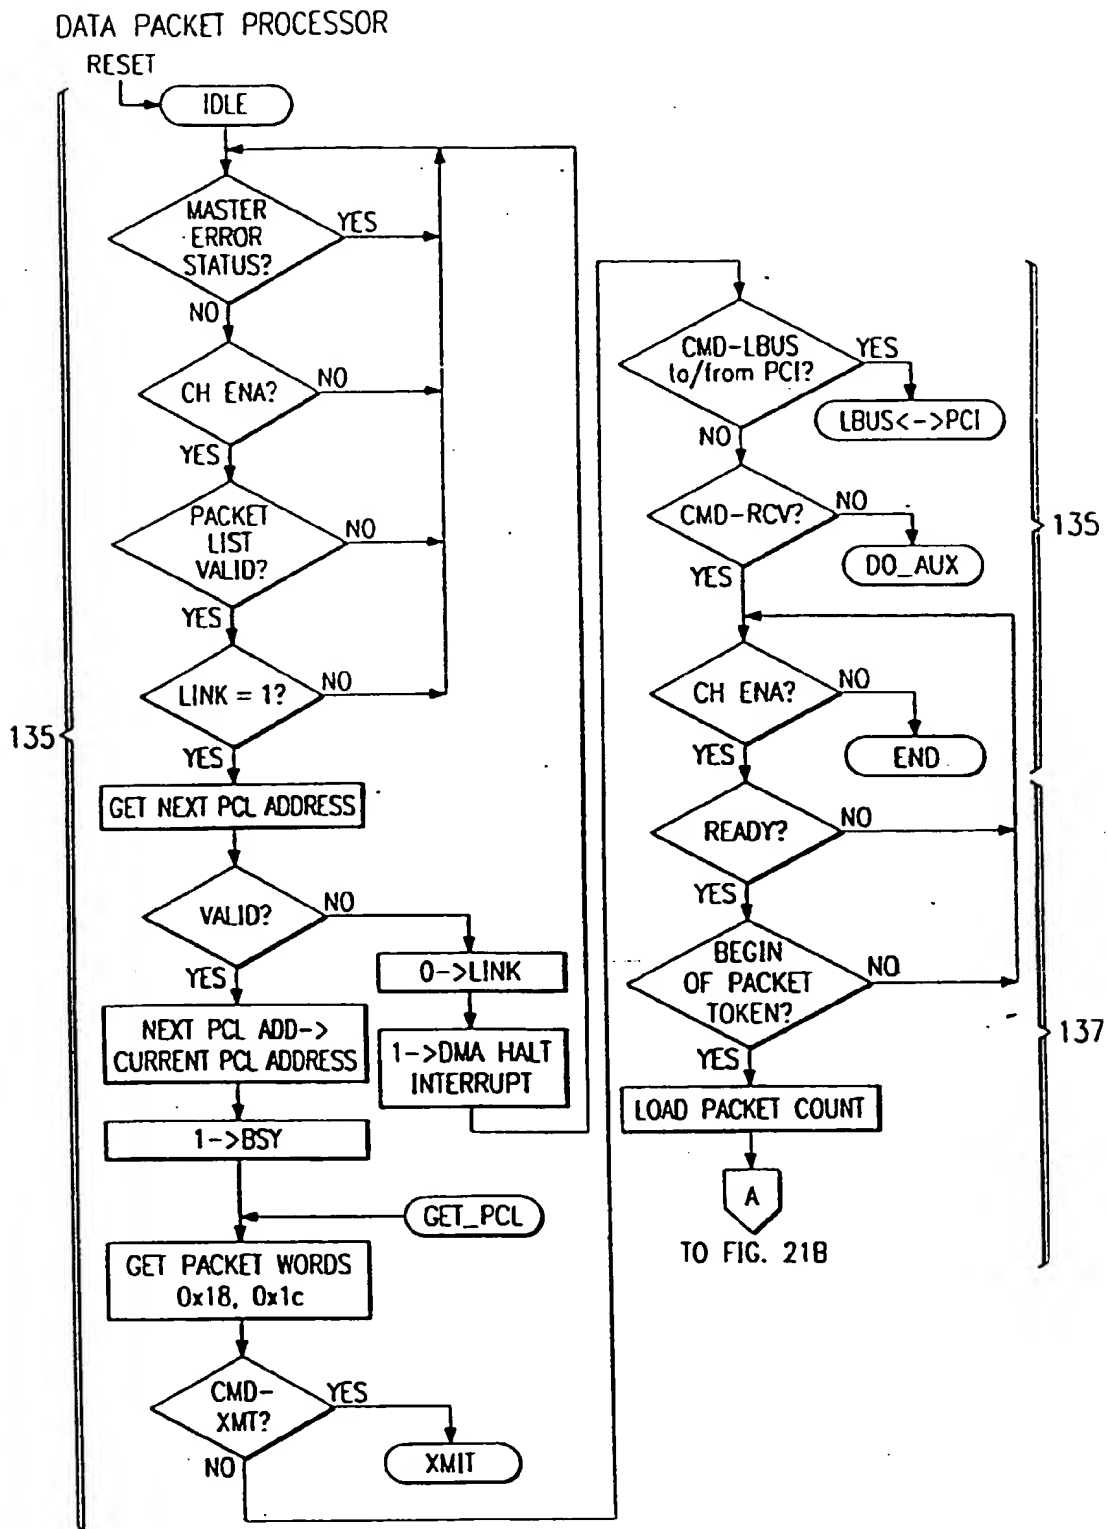 DATA PACKET PROCESSOR
RESET
IDLE
MASTER
ERROR
STATUS?
YES
NO
CH ENA?
NO
YES
PACKET
LIST
VALID?
NO
YES
LINK = 1?
NO
YES
135
GET NEXT PCL ADDRESS
VALID?
NO
YES
0->LINK
NEXT PCL ADD->
CURRENT PCL ADDRESS
1->DMA HALT
INTERRUPT
1->BSY
GET_PCL
GET PACKET WORDS
0x18, 0x1c
CMD-
XMT?
YES
NO
XMIT
CMD-LBUS
to/from PCI?
YES
LBUS<->PCI
NO
CMD-RCV?
NO
DO_AUX
YES
135
CH ENA?
NO
END
YES
READY?
NO
YES
BEGIN
OF PACKET
TOKEN?
NO
YES
137
LOAD PACKET COUNT
A
TO FIG. 21B